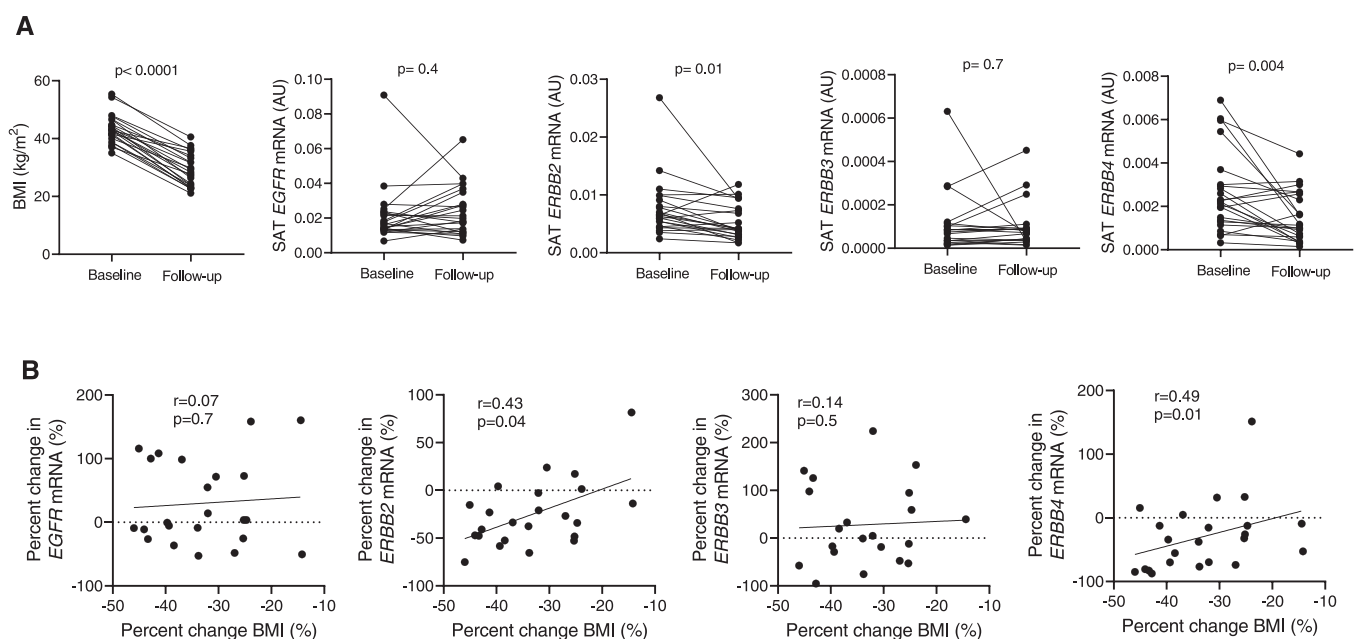 A
p< 0.0001
BMI (kg/m²)
60
40
20
0
Baseline
Follow-up
p= 0.4
SAT EGFR mRNA (AU)
0.10
0.08
0.06
0.04
0.02
0.00
Baseline
Follow-up
p= 0.01
SAT ERBB2 mRNA (AU)
0.03
0.02
0.01
0.00
Baseline
Follow-up
p= 0.7
SAT ERBB3 mRNA (AU)
0.0008
0.0006
0.0004
0.0002
0.0000
Baseline
Follow-up
p= 0.004
SAT ERBB4 mRNA (AU)
0.008
0.006
0.004
0.002
0.000
Baseline
Follow-up
B
r=0.07
p=0.7
Percent change in
EGFR mRNA (%)
200
100
0
-100
-50
-40
-30
-20
-10
Percent change BMI (%)
r=0.43
p=0.04
Percent change in
ERBB2 mRNA (%)
100
50
0
-50
-100
-50
-40
-30
-20
-10
Percent change BMI (%)
r=0.14
p=0.5
Percent change in
ERBB3 mRNA (%)
300
200
100
0
-100
-50
-40
-30
-20
-10
Percent change BMI (%)
r=0.49
p=0.01
Percent change in
ERBB4 mRNA (%)
200
100
0
-100
-50
-40
-30
-20
-10
Percent change BMI (%)